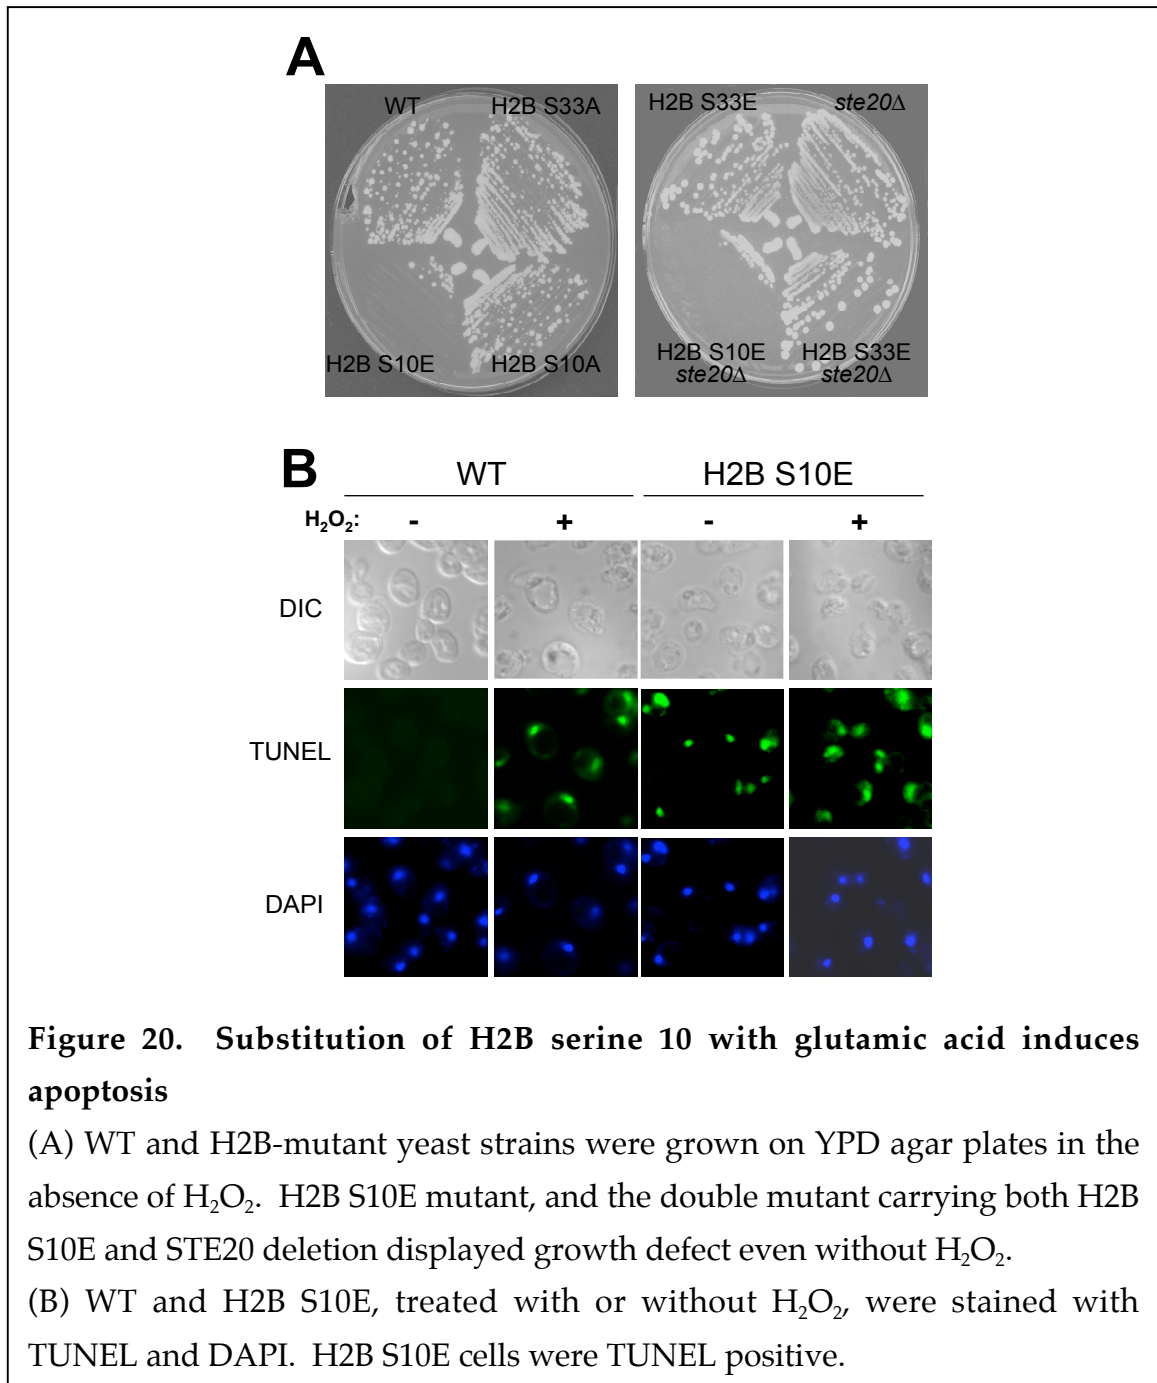 A
WT H2B S33A
H2B S33E ste20Δ
H2B S10E H2B S10A
H2B S10E H2B S33E
ste20Δ ste20Δ
B WT H2B S10E
H₂O₂: - + - +
DIC
TUNEL
DAPI
Figure 20. Substitution of H2B serine 10 with glutamic acid induces
apoptosis
(A) WT and H2B-mutant yeast strains were grown on YPD agar plates in the
absence of H₂O₂. H2B S10E mutant, and the double mutant carrying both H2B
S10E and STE20 deletion displayed growth defect even without H₂O₂.
(B) WT and H2B S10E, treated with or without H₂O₂, were stained with
TUNEL and DAPI. H2B S10E cells were TUNEL positive.